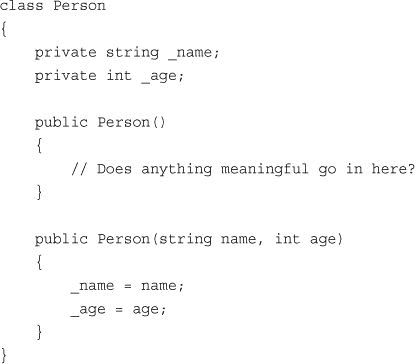 class Person
{
    private string _name;
    private int _age;

    public Person()
    {
        // Does anything meaningful go in here?
    }

    public Person(string name, int age)
    {
        _name = name;
        _age = age;
    }
}